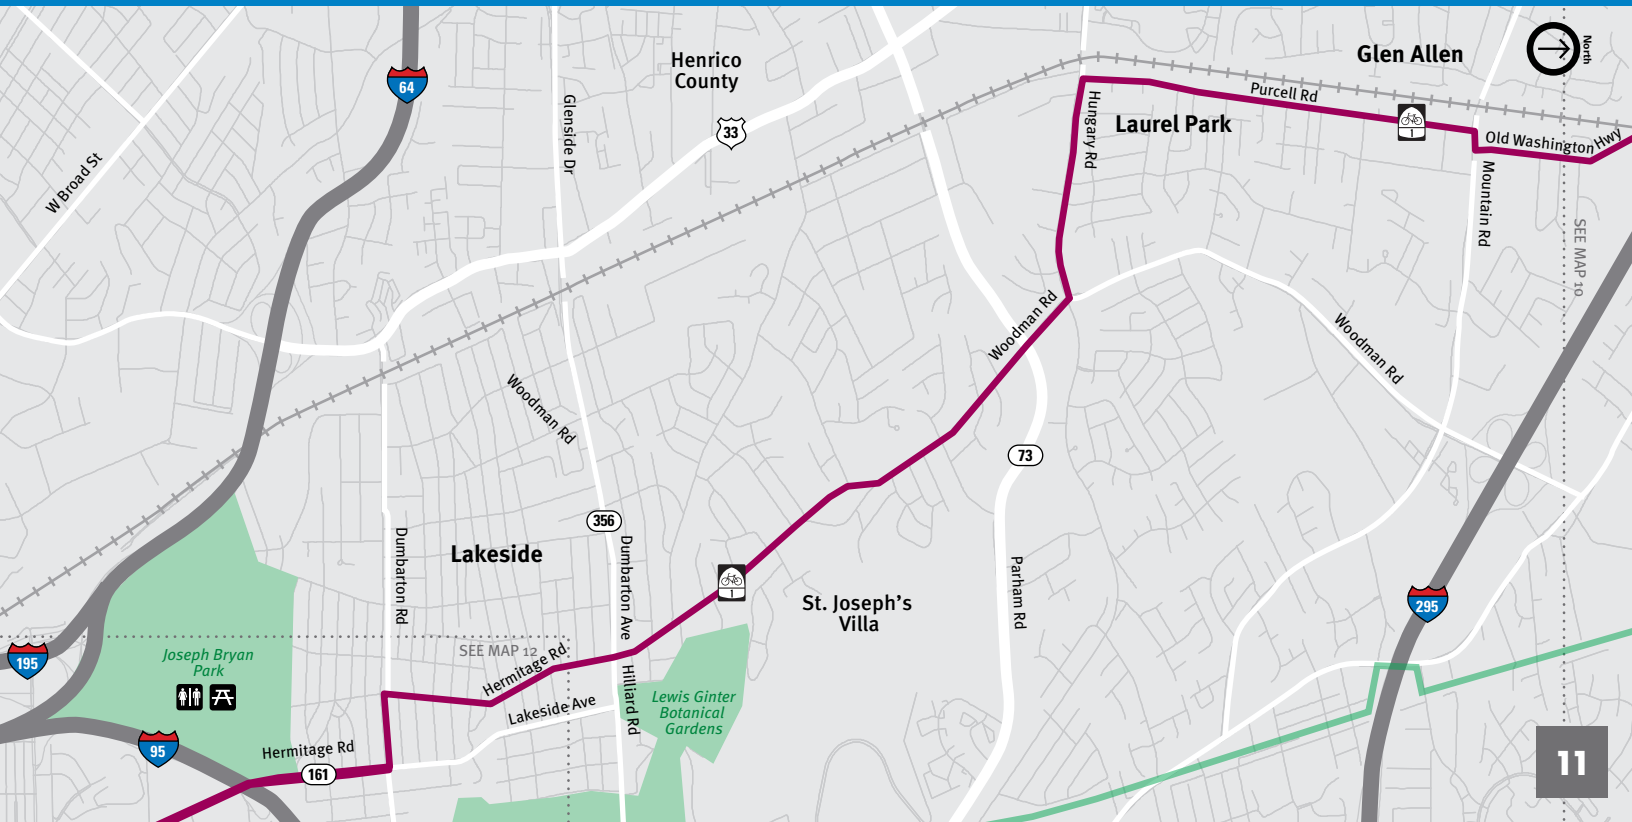 64
Henrico
County
33
Glenside Dr
W Broad St
Glen Allen
North
Purcell Rd
Hungary Rd
Laurel Park
1
Old Washington Hwy
Mountain Rd
SEE MAP 10
Woodman Rd
Woodman Rd
Woodman Rd
73
356
Dumbarton Rd
Lakeside
Dumbarton Ave
1
St. Joseph's
Villa
Parham Rd
295
195
Joseph Bryan
Park
SEE MAP 12
Hermitage Rd
Lakeside Ave
Hilliard Rd
Lewis Ginter
Botanical
Gardens
95
Hermitage Rd
161
11